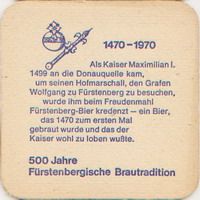 1470-1970
Als Kaiser Maximilian I.
1499 an die Donauquelle kam,
um seinen Hofmarschall, den Grafen
Wolfgang zu Fürstenberg zu besuchen,
wurde ihm beim Freudenmahl
Fürstenberg-Bier kredenzt — ein Bier,
das 1470 zum ersten Mal
gebraut wurde und das der
Kaiser wohl zu loben wußte.
500 Jahre
Fürstenbergische Brautradition